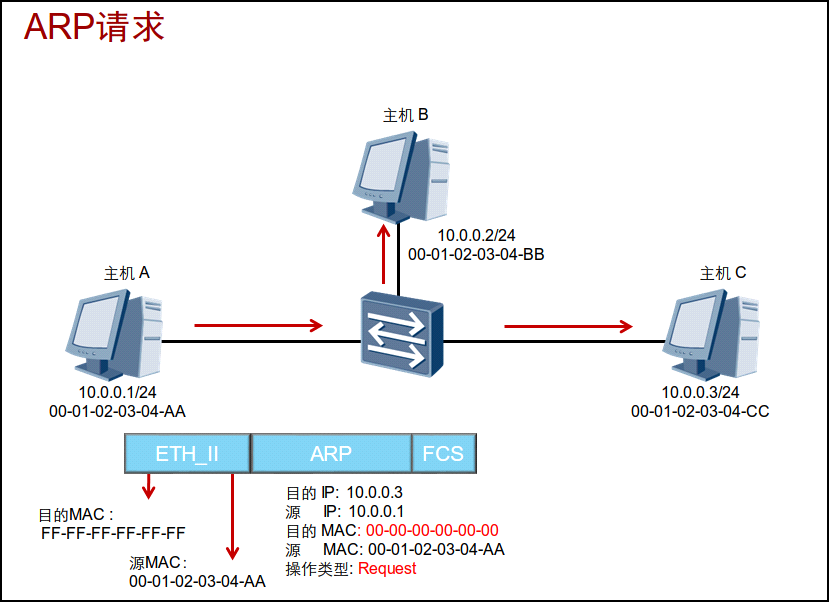 ARP请求
主机 B
10.0.0.2/24
00-01-02-03-04-BB
主机 A
主机 C
10.0.0.1/24
00-01-02-03-04-AA
10.0.0.3/24
00-01-02-03-04-CC
ETH_II
ARP
FCS
目的MAC :
FF-FF-FF-FF-FF-FF
源MAC:
00-01-02-03-04-AA
目的 IP: 10.0.0.3
源 IP: 10.0.0.1
目的 MAC: 00-00-00-00-00-00
源 MAC: 00-01-02-03-04-AA
操作类型: Request